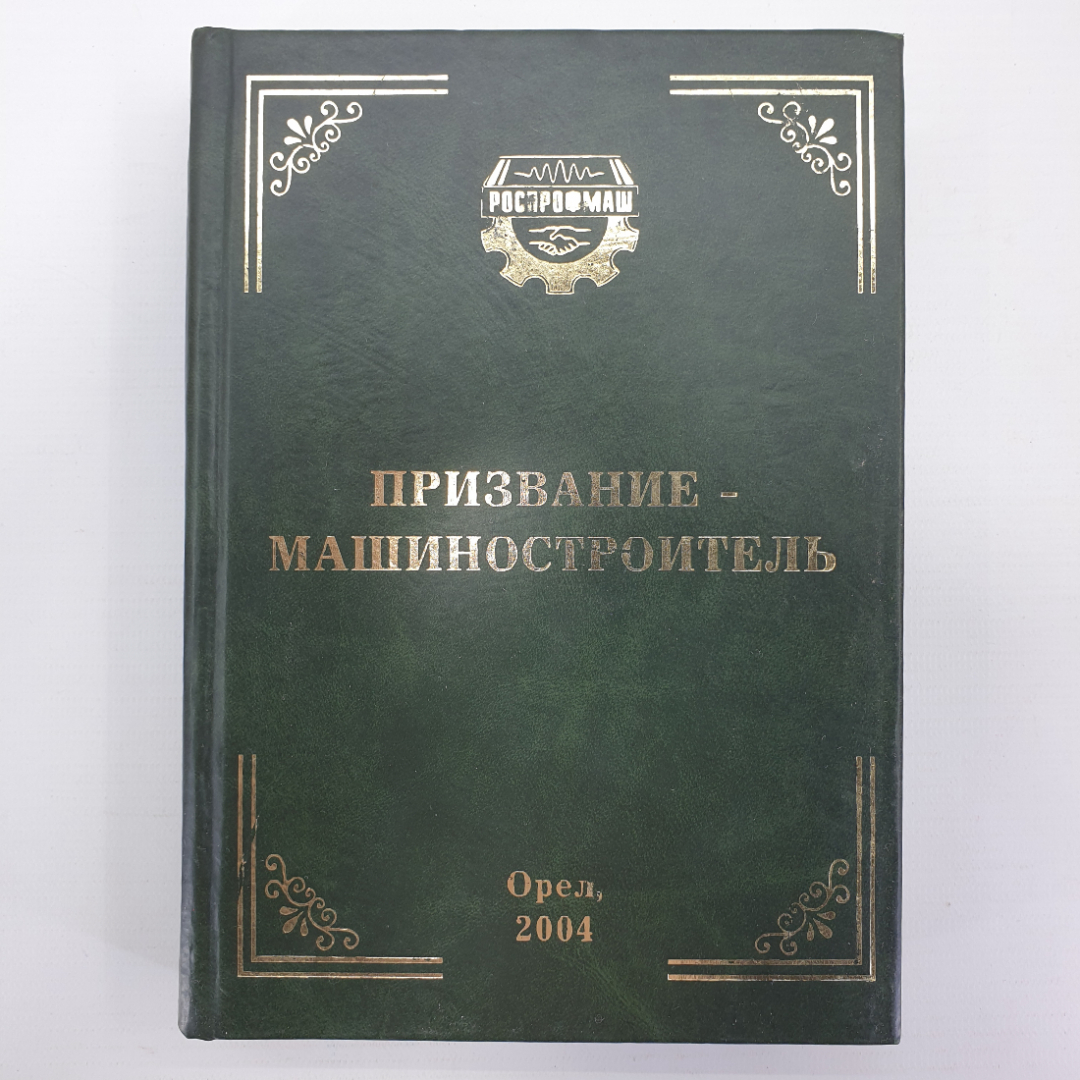 РОСПРОФМАШ
ПРИЗВАНИЕ -
МАШИНОСТРОИТЕЛЬ
Орел,
2004